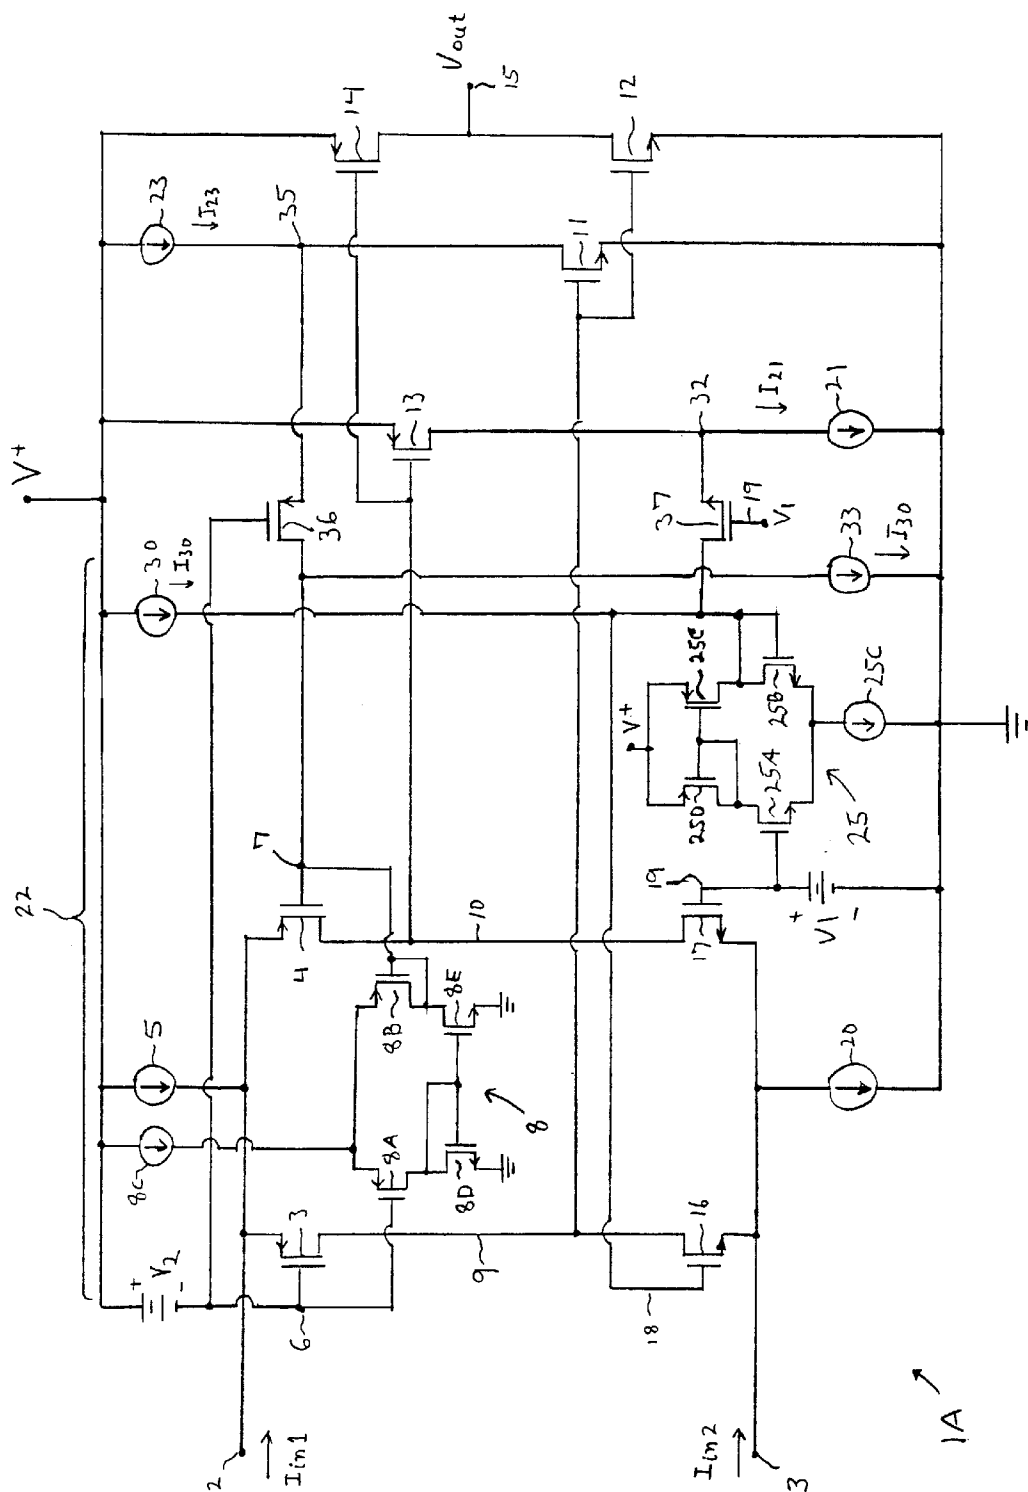 22
V+
8C
5
30
↓ I30
23
↓ I23
+
V2
-
14
Vout
15
35
2
→
Iin1
3
6
4
7
36
13
11
12
8A
8B
8D
8E
8
9
10
V+
25D
25C
37
19
V1
32
↓ I21
21
18
16
17
19
25A
25B
+
V1
-
25
25C
33
↓ I30
20
Iin2
→
3
1A